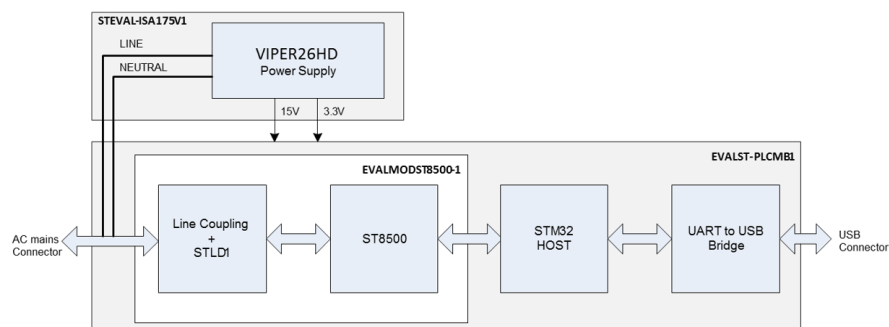 STEVAL-ISA175V1
LINE
NEUTRAL
VIPER26HD
Power Supply
15V
3.3V
EVALST-PLCMB1
EVALMODST8500-1
Line Coupling
+
STLD1
ST8500
STM32
HOST
UART to USB
Bridge
AC mains
Connector
USB
Connector